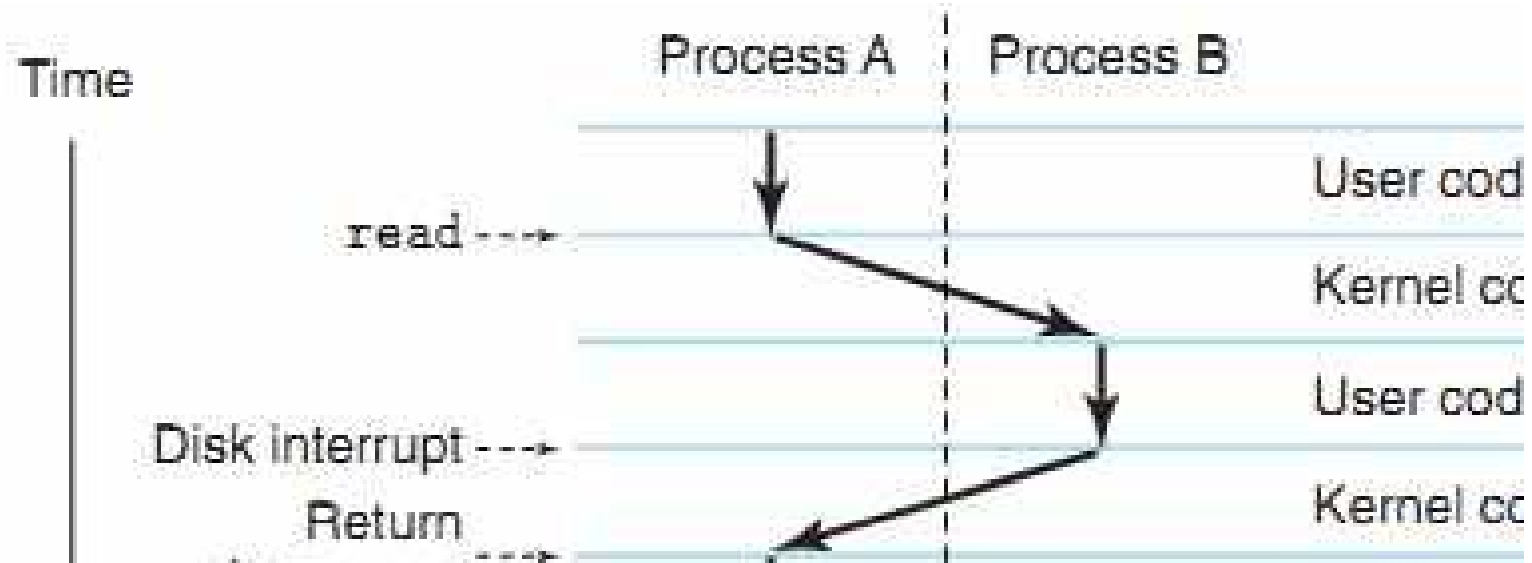 Process A Process B
Time
User cod
read
Kernel co
User cod
Disk interrupt
Kernel co
Return